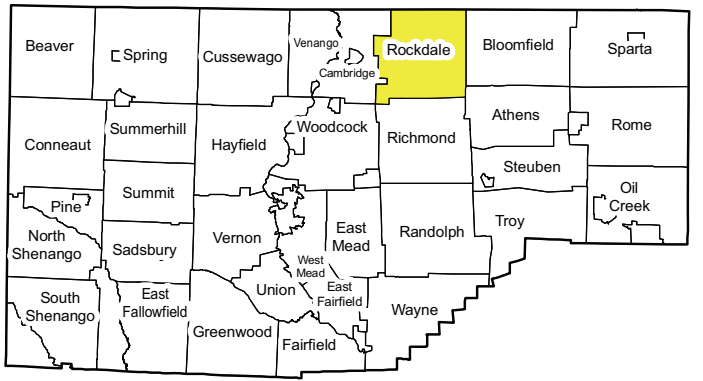 Beaver
Spring
Cussewago
Venango
Cambridge
Rockdale
Bloomfield
Sparta
Conneaut
Summerhill
Hayfield
Woodcock
Richmond
Athens
Rome
Steuben
Pine
Summit
Oil
Creek
North
Shenango
Sadsbury
Vernon
East
Mead
Randolph
Troy
West
Mead
South
Shenango
East
Fallowfield
Union
East
Fairfield
Wayne
Greenwood
Fairfield